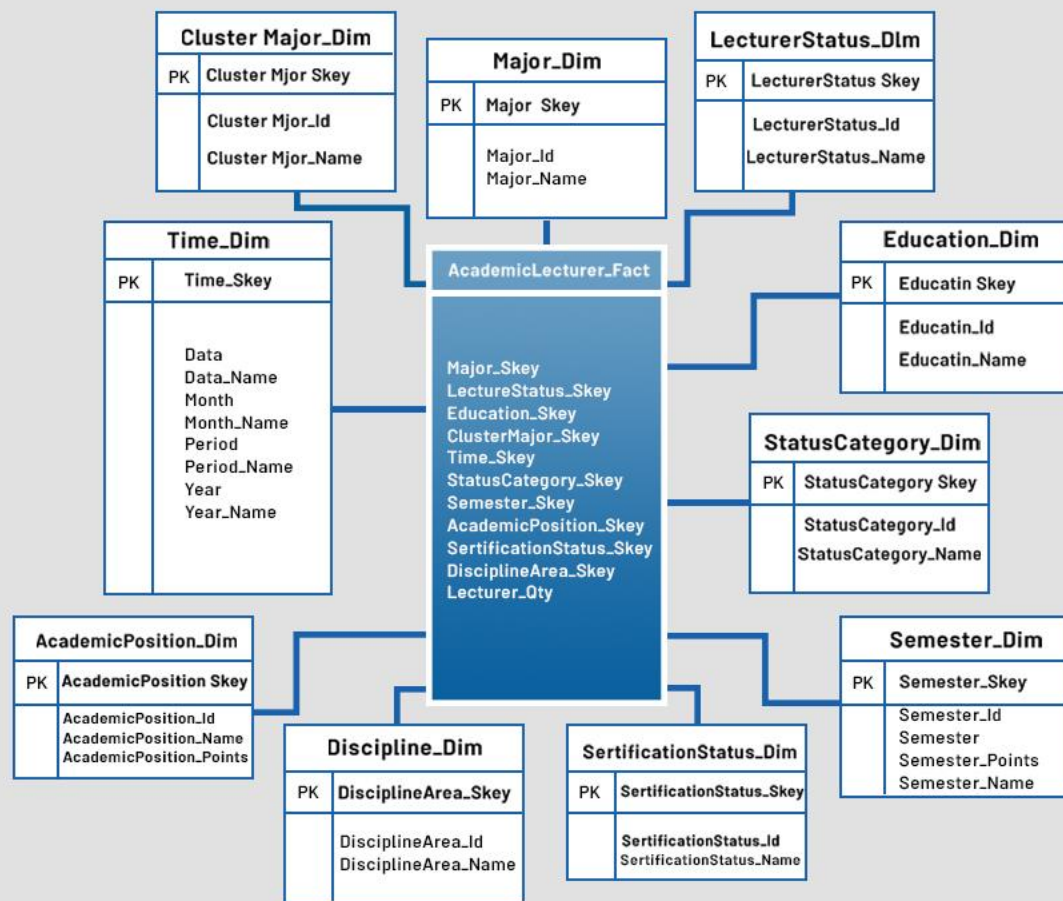 Cluster Major_Dim
PK
Cluster Mjor Skey
Cluster Mjor_Id
Cluster Mjor_Name
Major_Dim
PK
Major Skey
Major_Id
Major_Name
LecturerStatus_Dlm
PK
LecturerStatus Skey
LecturerStatus_Id
LecturerStatus_Name
Time_Dim
PK
Time_Skey
Data
Data_Name
Month
Month_Name
Period
Period_Name
Year
Year_Name
AcademicLecturer_Fact
Major_Skey
LectureStatus_Skey
Education_Skey
ClusterMajor_Skey
Time_Skey
StatusCategory_Skey
Semester_Skey
AcademicPosition_Skey
SertificationStatus_Skey
DisciplineArea_Skey
Lecturer_Qty
Education_Dim
PK
Educatin Skey
Educatin_Id
Educatin_Name
StatusCategory_Dim
PK
StatusCategory Skey
StatusCategory_Id
StatusCategory_Name
AcademicPosition_Dim
PK
AcademicPosition Skey
AcademicPosition_Id
AcademicPosition_Name
AcademicPosition_Points
Discipline_Dim
PK
DisciplineArea_Skey
DisciplineArea_Id
DisciplineArea_Name
SertificationStatus_Dim
PK
SertificationStatus_Skey
SertificationStatus_Id
SertificationStatus_Name
Semester_Dim
PK
Semester_Skey
Semester_Id
Semester
Semester_Points
Semester_Name